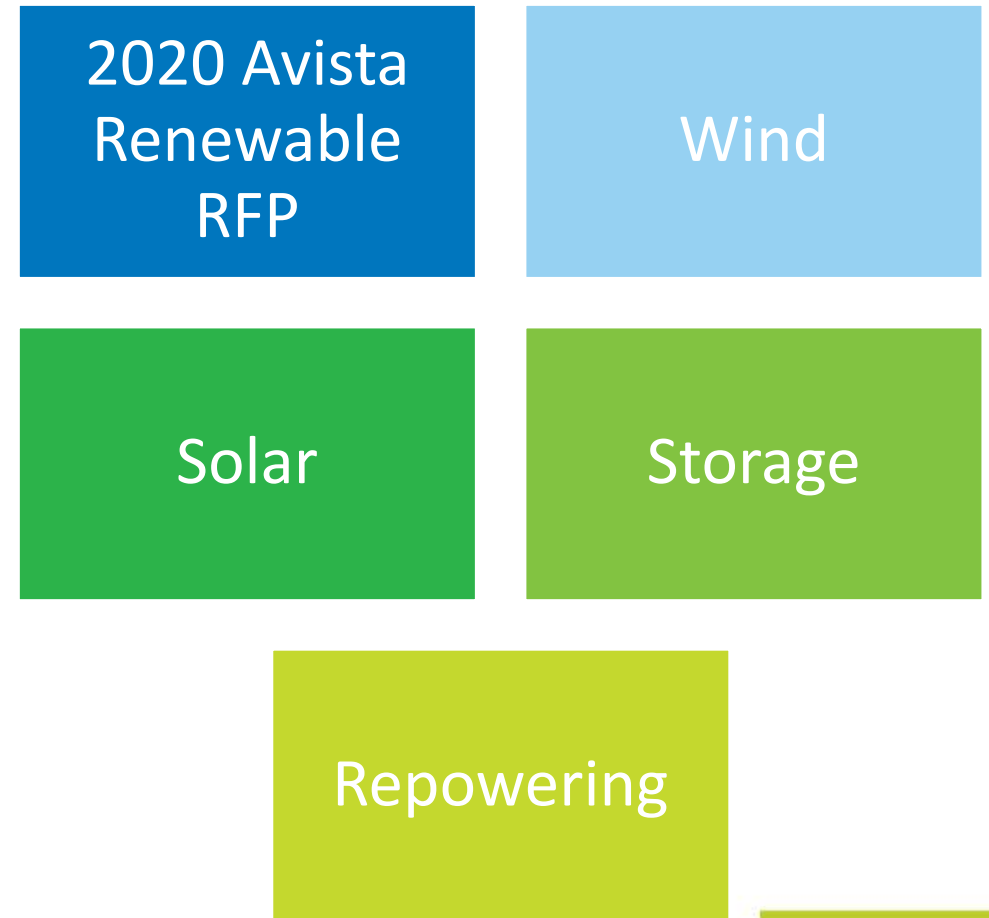 2020 Avista
Renewable
RFP
Wind
Solar
Storage
Repowering